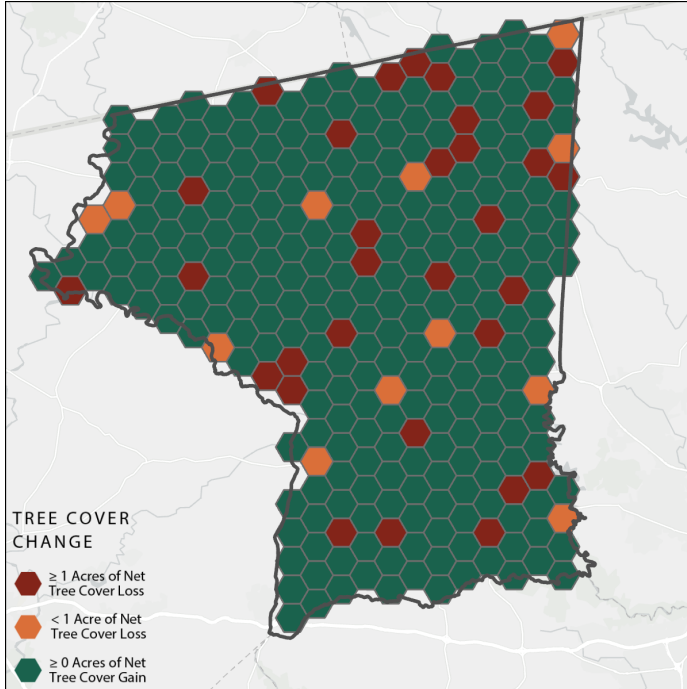 TREE COVER
CHANGE
≥ 1 Acres of Net
Tree Cover Loss
< 1 Acre of Net
Tree Cover Loss
≥ 0 Acres of Net
Tree Cover Gain